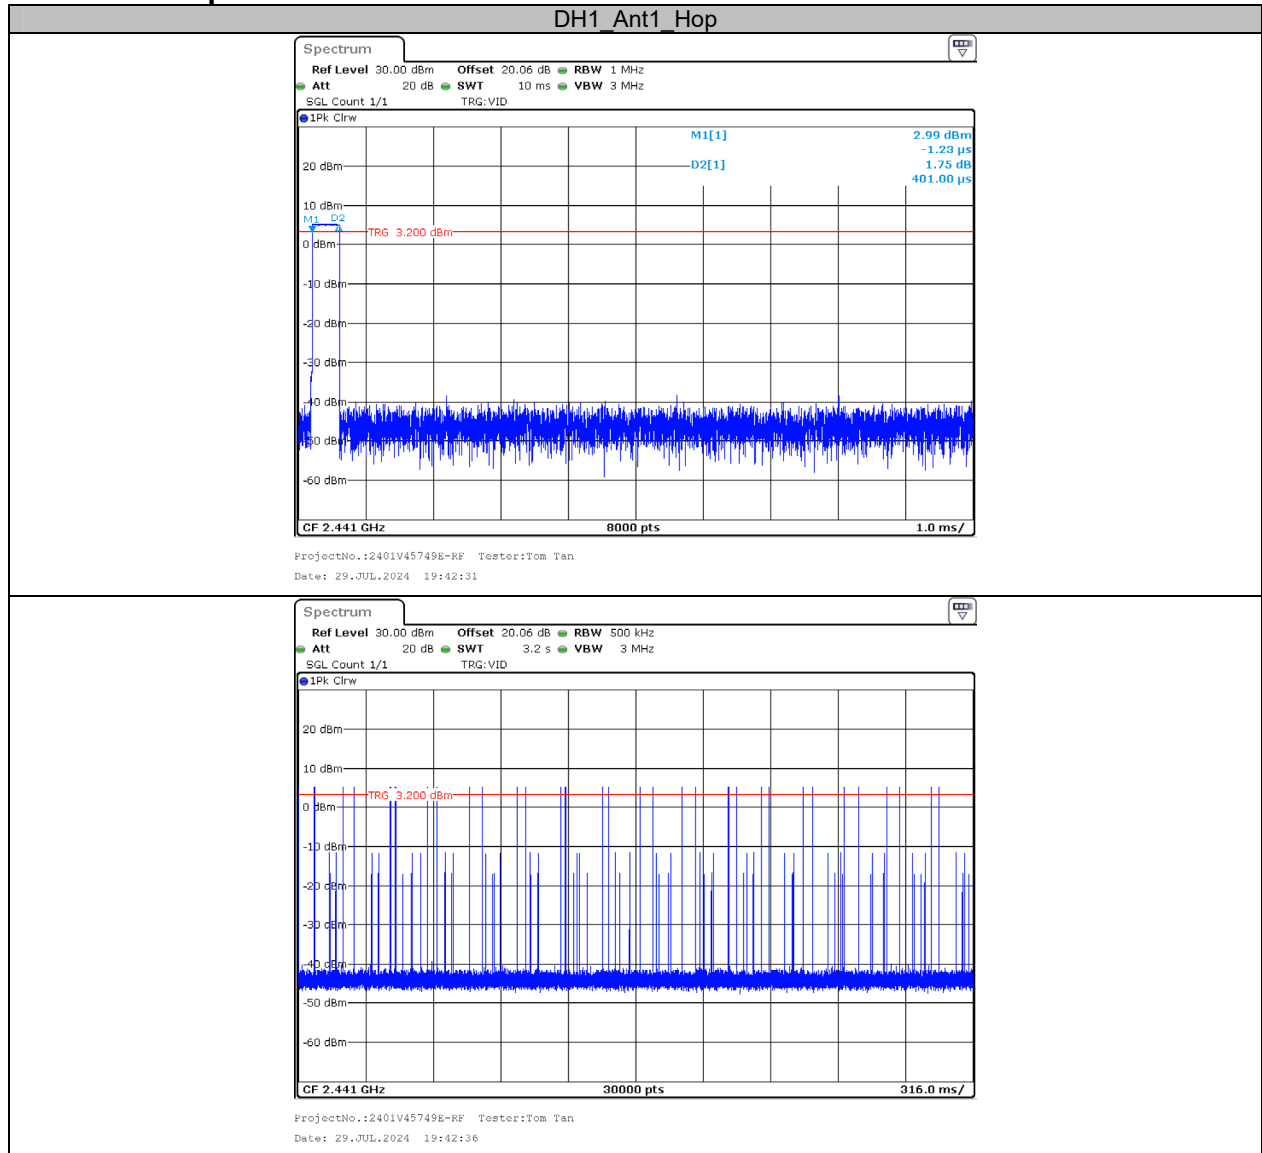 DH1_Ant1_Hop
Spectrum
Ref Level 30.00 dBm Offset 20.06 dB RBW 1 MHz
Att 20 dB SWT 10 ms VBW 3 MHz
SGL Count 1/1 TRG:VID
1Pk Clrw
M1[1] 2.99 dBm
-1.23 µs
20 dBm
D2[1] 1.75 dB
401.00 µs
10 dBm
M1 D2
TRG 3.200 dBm
0 dBm
-10 dBm
-20 dBm
-30 dBm
-40 dBm
-50 dBm
-60 dBm
CF 2.441 GHz 8000 pts 1.0 ms/
ProjectNo.:2401V45749E-RF Tester:Tom Tan
Date: 29.JUL.2024 19:42:31
Spectrum
Ref Level 30.00 dBm Offset 20.06 dB RBW 500 kHz
Att 20 dB SWT 3.2 s VBW 3 MHz
SGL Count 1/1 TRG:VID
1Pk Clrw
20 dBm
10 dBm
TRG 3.200 dBm
0 dBm
-10 dBm
-20 dBm
-30 dBm
-40 dBm
-50 dBm
-60 dBm
CF 2.441 GHz 30000 pts 316.0 ms/
ProjectNo.:2401V45749E-RF Tester:Tom Tan
Date: 29.JUL.2024 19:42:36